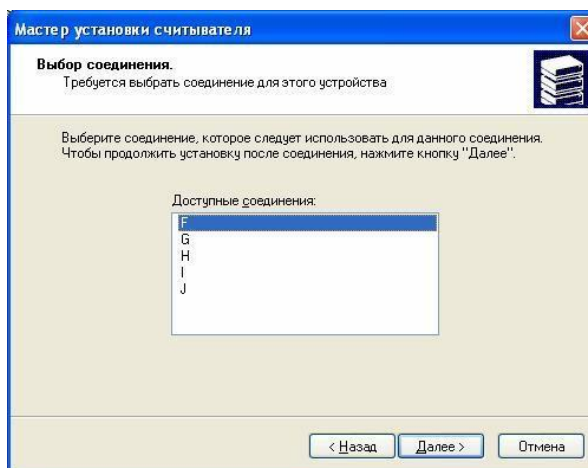 Мастер установки считывателя
Выбор соединения.
Требуется выбрать соединение для этого устройства
Выберите соединение, которое следует использовать для данного соединения.
Чтобы продолжить установку после соединения, нажмите кнопку "Далее".
Доступные соединения:
F
G
H
I
J
< Назад Далее > Отмена